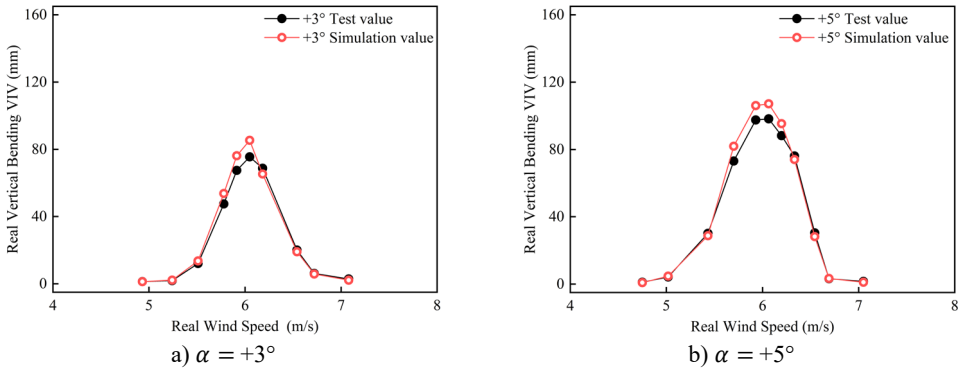 +3° Test value
+3° Simulation value
Real Vertical Bending VIV (mm)
160
120
80
40
0
4
5
6
7
8
Real Wind Speed (m/s)
a) α = +3°
+5° Test value
+5° Simulation value
Real Vertical Bending VIV (mm)
160
120
80
40
0
4
5
6
7
8
Real Wind Speed (m/s)
b) α = +5°